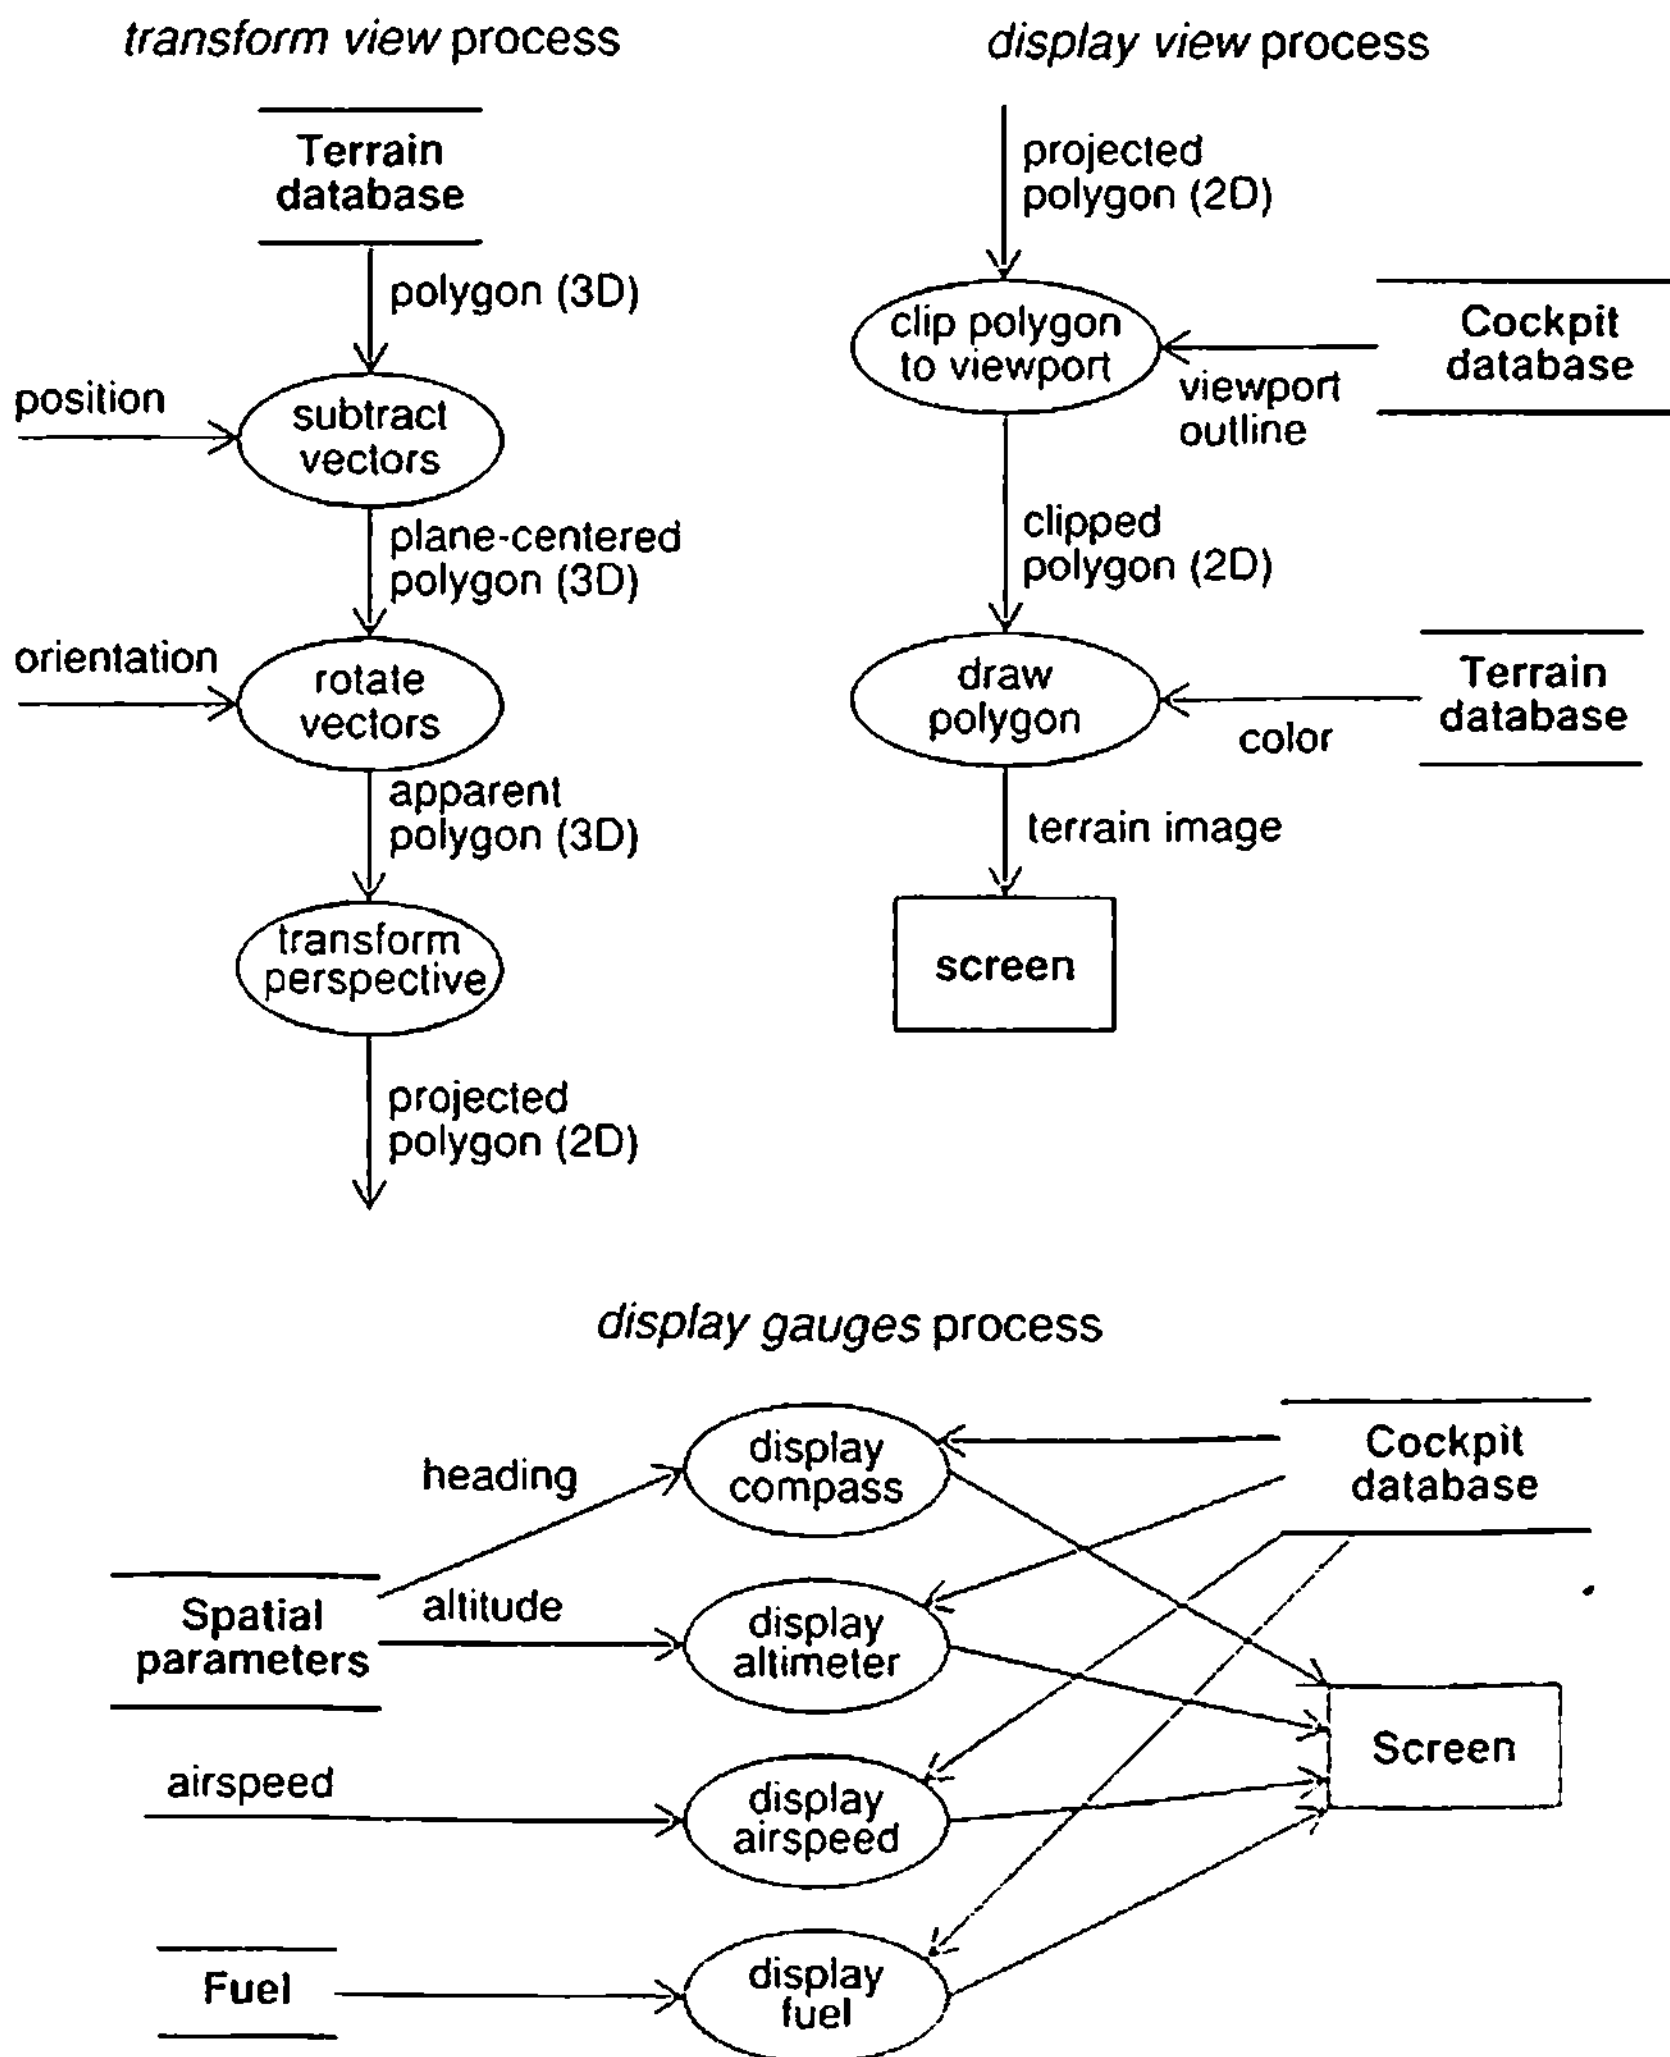 transform view process
Terrain
database
polygon (3D)
position
subtract
vectors
plane-centered
polygon (3D)
orientation
rotate
vectors
apparent
polygon (3D)
transform
perspective
projected
polygon (2D)
display view process
projected
polygon (2D)
clip polygon
to viewport
Cockpit
database
viewport
outline
clipped
polygon (2D)
draw
polygon
Terrain
database
color
terrain image
screen
display gauges process
display
compass
Cockpit
database
heading
Spatial
parameters
altitude
display
altimeter
Screen
airspeed
display
airspeed
Fuel
display
fuel